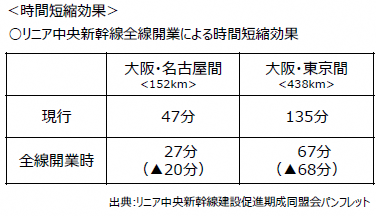 ＜時間短縮効果＞
○リニア中央新幹線全線開業による時間短縮効果
大阪・名古屋間 大阪・東京間
<152km> <438km>
現行 47分 135分
全線開業時 27分 67分
（▲20分） （▲68分）
出典：リニア中央新幹線建設促進期成同盟会パンフレット